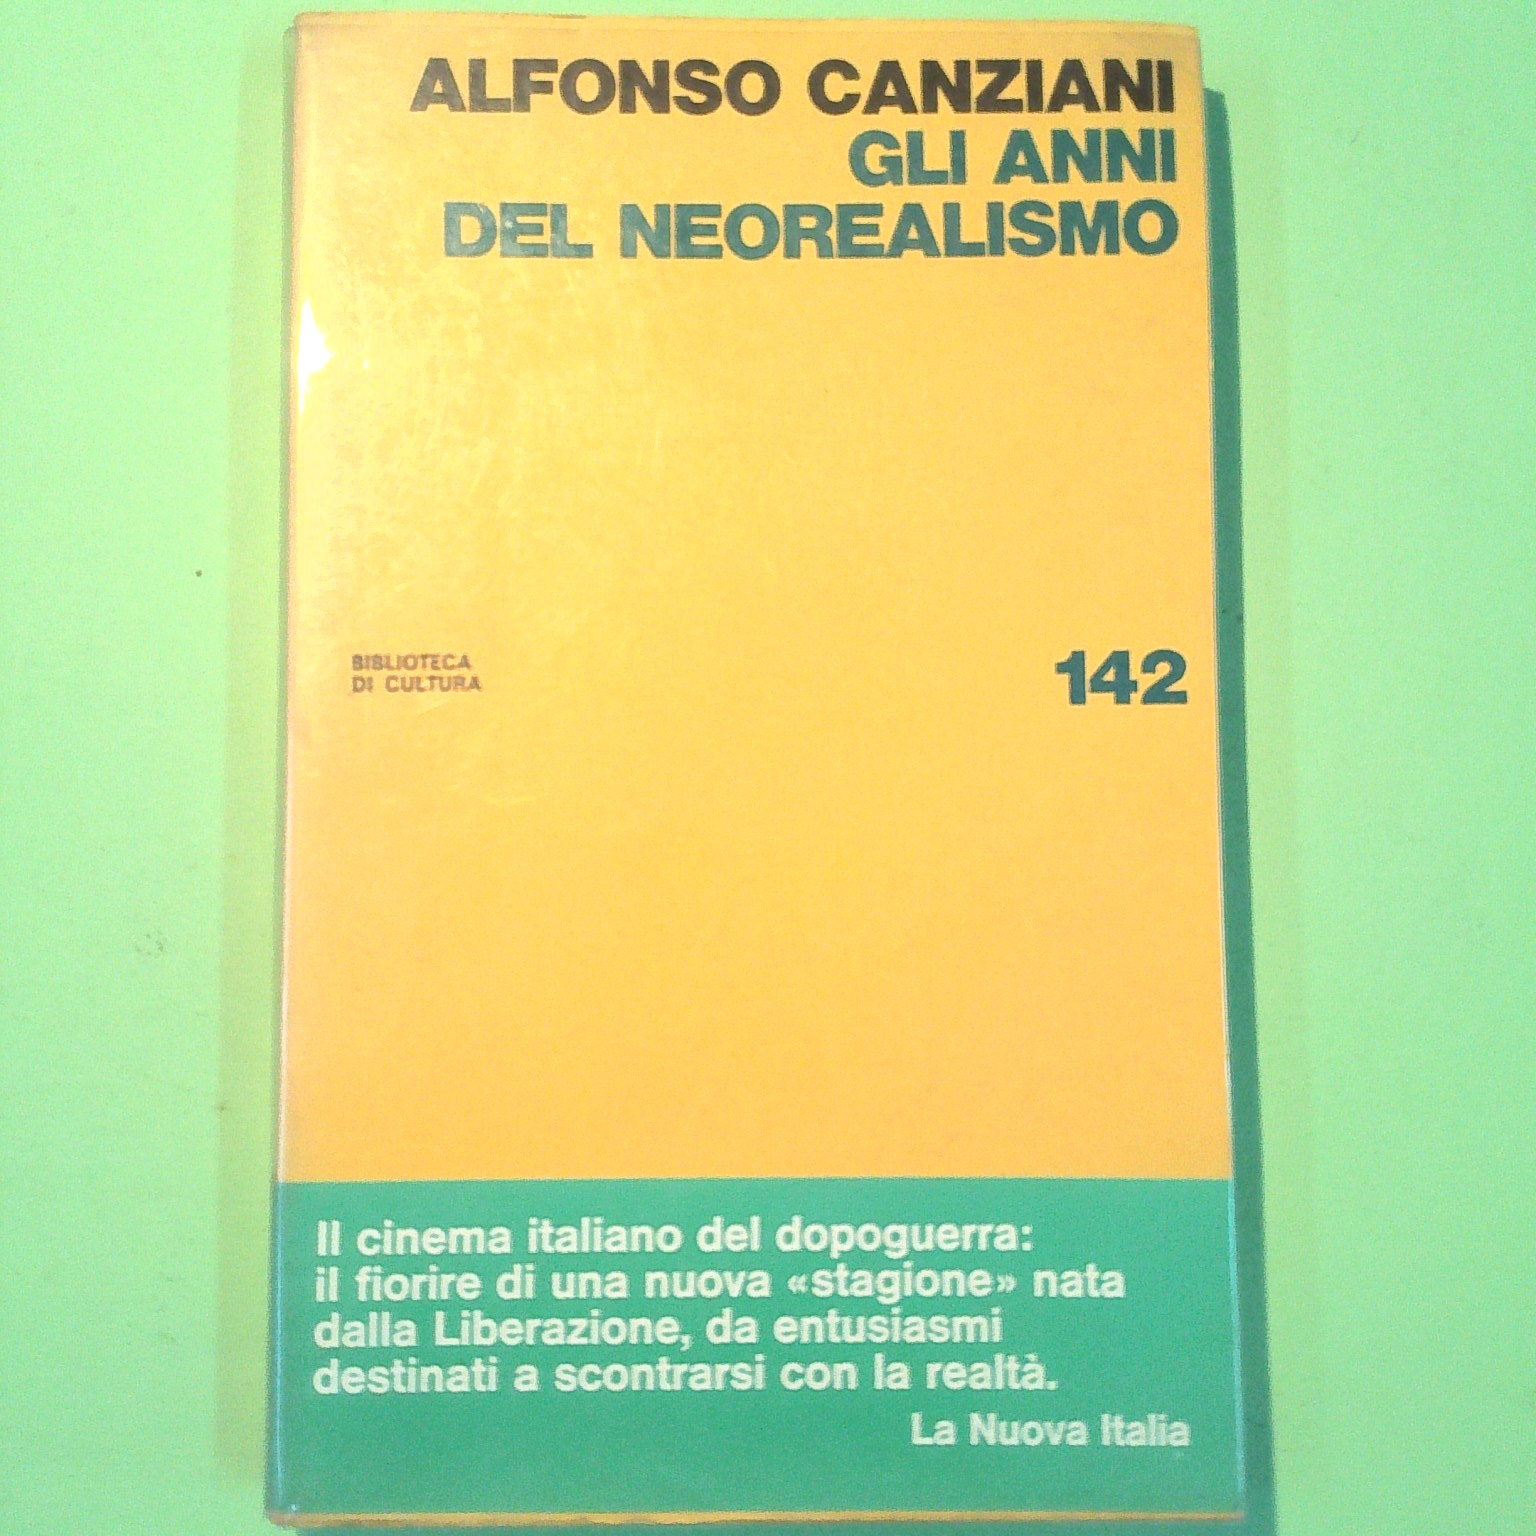 ALFONSO CANZIANI
GLI ANNI
DEL NEOREALISMO
BIBLIOTECA
DI CULTURA
142
Il cinema italiano del dopoguerra:
il fiorire di una nuova «stagione» nata
dalla Liberazione, da entusiasmi
destinati a scontrarsi con la realtà.
La Nuova Italia